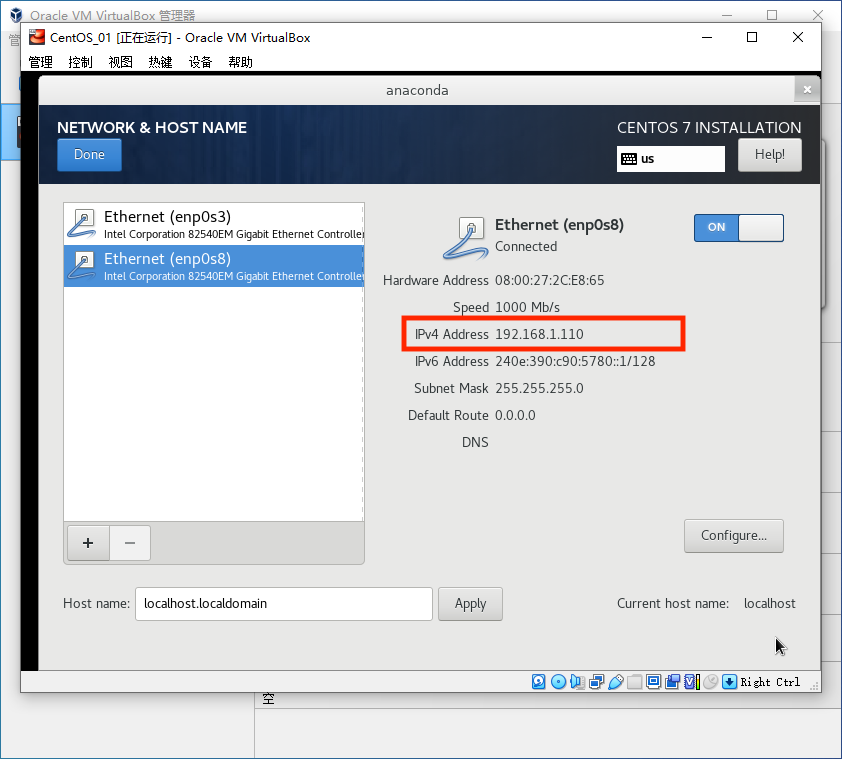 Oracle VM VirtualBox 管理器
CentOS_01 [正在运行] - Oracle VM VirtualBox
管理 控制 视图 热键 设备 帮助
anaconda
NETWORK & HOST NAME
CENTOS 7 INSTALLATION
Done
us
Help!
Ethernet (enp0s3)
Intel Corporation 82540EM Gigabit Ethernet Controller
Ethernet (enp0s8)
Intel Corporation 82540EM Gigabit Ethernet Controller
Ethernet (enp0s8)
Connected
ON
Hardware Address 08:00:27:2C:E8:65
Speed 1000 Mb/s
IPv4 Address 192.168.1.110
IPv6 Address 240e:390:c90:5780::1/128
Subnet Mask 255.255.255.0
Default Route 0.0.0.0
DNS
Configure...
Host name: localhost.localdomain
Apply
Current host name: localhost
Right Ctrl
空